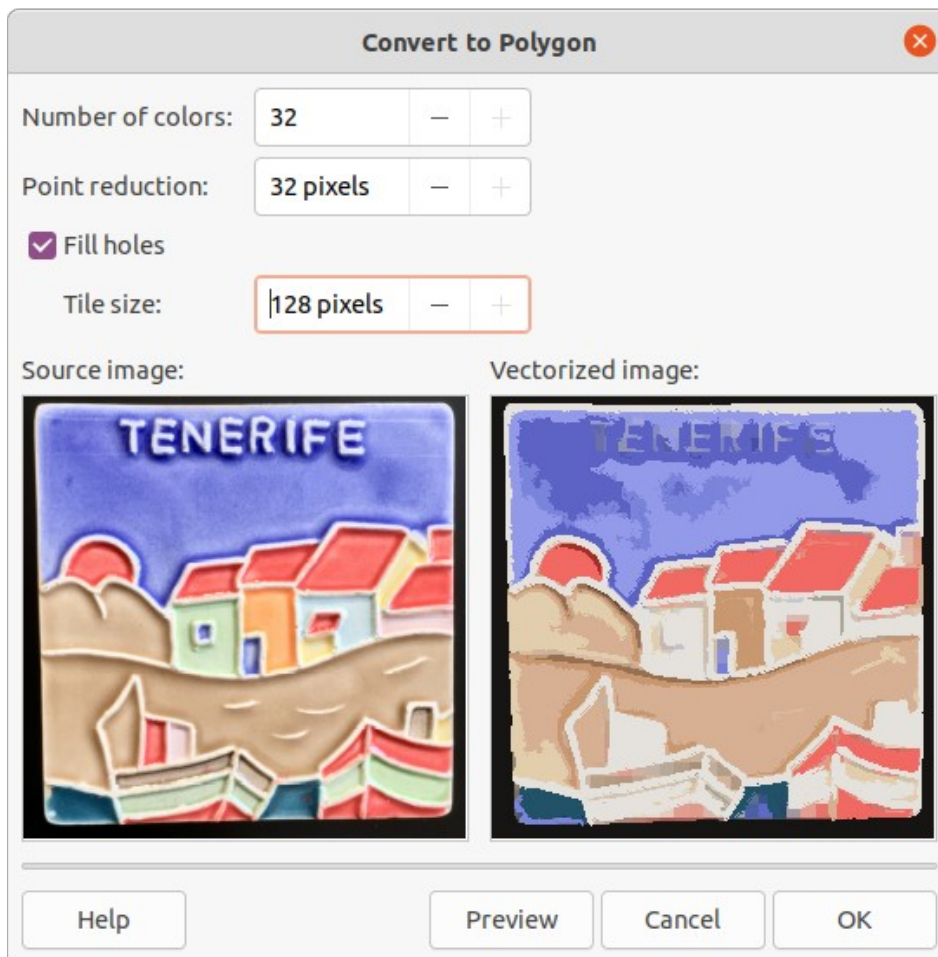 Convert to Polygon
Number of colors: 32
Point reduction: 32 pixels
Fill holes
Tile size: 128 pixels
Source image: Vectorized image:
TENERIFE TENERIFE
Help Preview Cancel OK